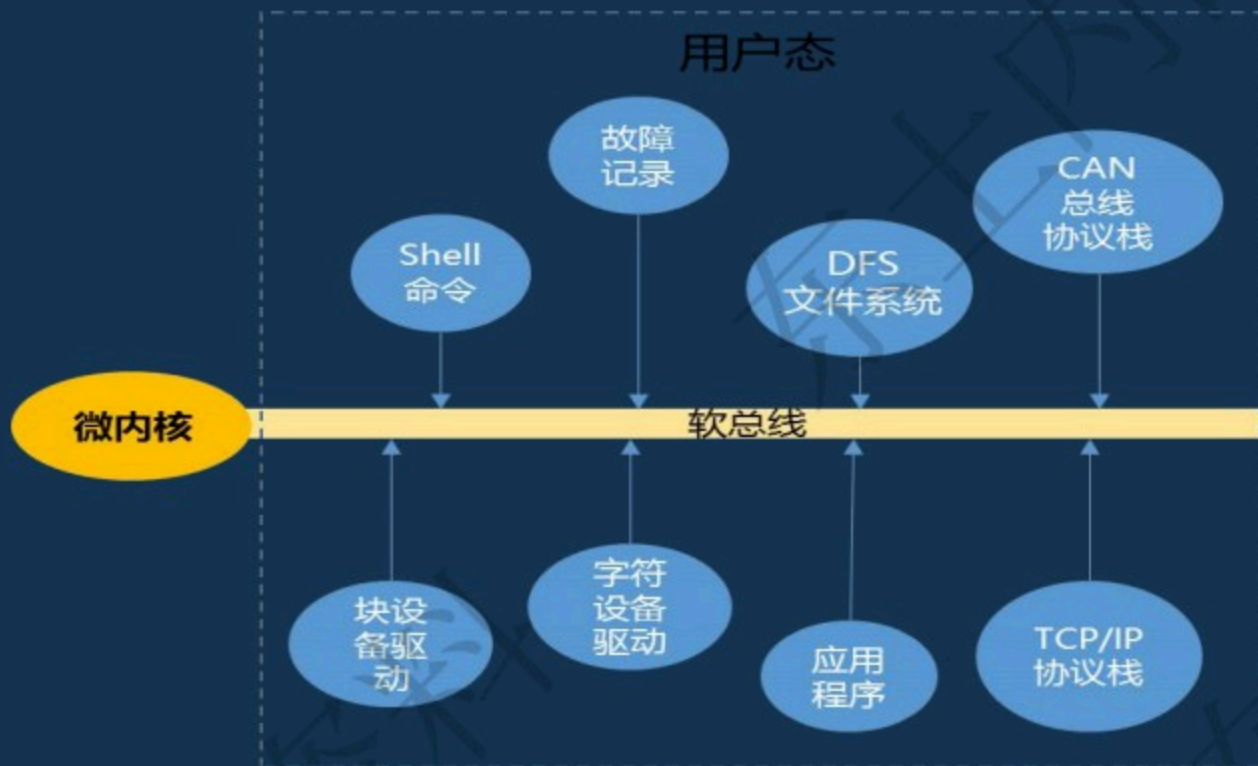 用户态
故障
记录
CAN
总线
协议栈
Shell
命令
DFS
文件系统
微内核
软总线
块设
备驱
动
字符
设备
驱动
应用
程序
TCP/IP
协议栈